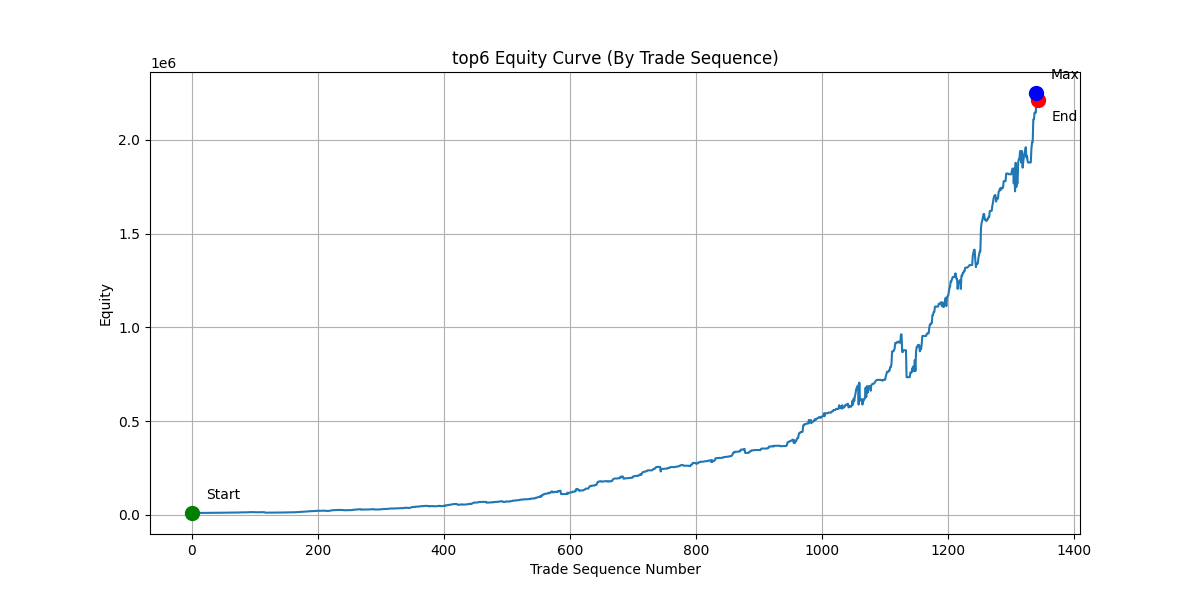 top6 Equity Curve (By Trade Sequence)
1e6
Max
End
2.0
1.5
1.0
0.5
0.0
Equity
Start
0 200 400 600 800 1000 1200 1400
Trade Sequence Number